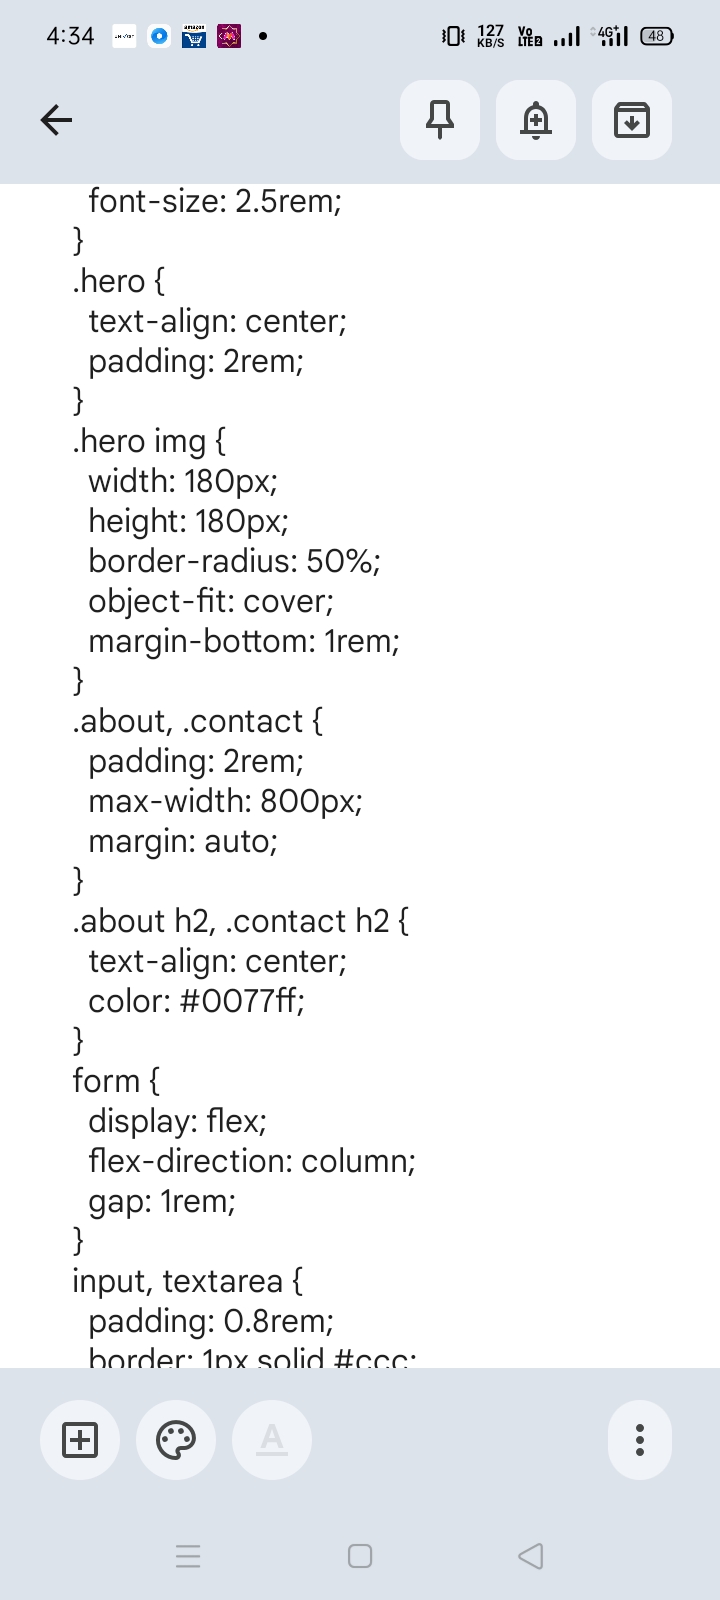 4:34
127
KB/S
Vo
LTE2
4G+
48
font-size: 2.5rem;
}
.hero {
text-align: center;
padding: 2rem;
}
.hero img {
width: 180px;
height: 180px;
border-radius: 50%;
object-fit: cover;
margin-bottom: 1rem;
}
.about, .contact {
padding: 2rem;
max-width: 800px;
margin: auto;
}
.about h2, .contact h2 {
text-align: center;
color: #0077ff;
}
form {
display: flex;
flex-direction: column;
gap: 1rem;
}
input, textarea {
padding: 0.8rem;
border: 1px solid #ccc;
A